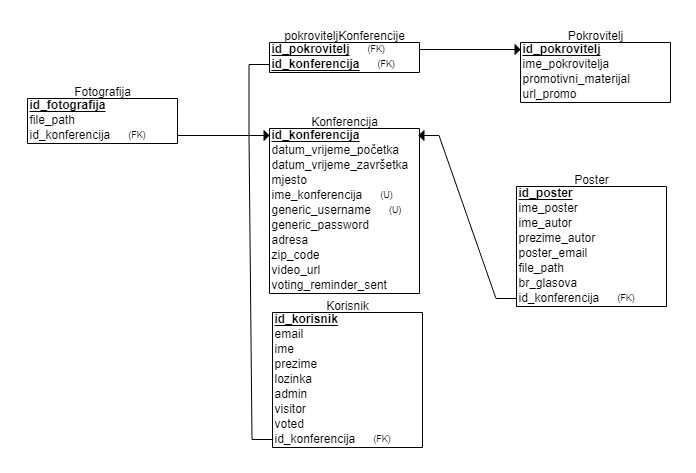 pokroviteljKonferencije
id_pokrovitelj (FK)
id_konferencija (FK)
Pokrovitelj
id_pokrovitelj
ime_pokrovitelja
promotivni_materijal
url_promo
Fotografija
id_fotografija
file_path
id_konferencija (FK)
Konferencija
id_konferencija
datum_vrijeme_početka
datum_vrijeme_završetka
mjesto
ime_konferencija (U)
generic_username (U)
generic_password
adresa
zip_code
video_url
voting_reminder_sent
Poster
id_poster
ime_poster
ime_autor
prezime_autor
poster_email
file_path
br_glasova
id_konferencija (FK)
Korisnik
id_korisnik
email
ime
prezime
lozinka
admin
visitor
voted
id_konferencija (FK)